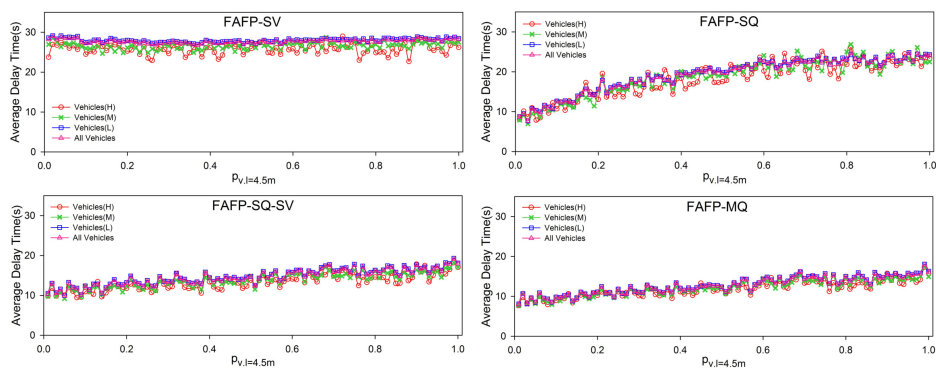 FAFP-SV
Average Delay Time(s)
30
20
10
0
Vehicles(H)
Vehicles(M)
Vehicles(L)
All Vehicles
0.0 0.2 0.4 0.6 0.8 1.0
p v,l=4.5m
FAFP-SQ
Average Delay Time(s)
30
20
10
0
Vehicles(H)
Vehicles(M)
Vehicles(L)
All Vehicles
0.0 0.2 0.4 0.6 0.8 1.0
p v,l=4.5m
FAFP-SQ-SV
Average Delay Time(s)
30
20
10
0
Vehicles(H)
Vehicles(M)
Vehicles(L)
All Vehicles
0.0 0.2 0.4 0.6 0.8 1.0
p v,l=4.5m
FAFP-MQ
Average Delay Time(s)
30
20
10
0
Vehicles(H)
Vehicles(M)
Vehicles(L)
All Vehicles
0.0 0.2 0.4 0.6 0.8 1.0
p v,l=4.5m